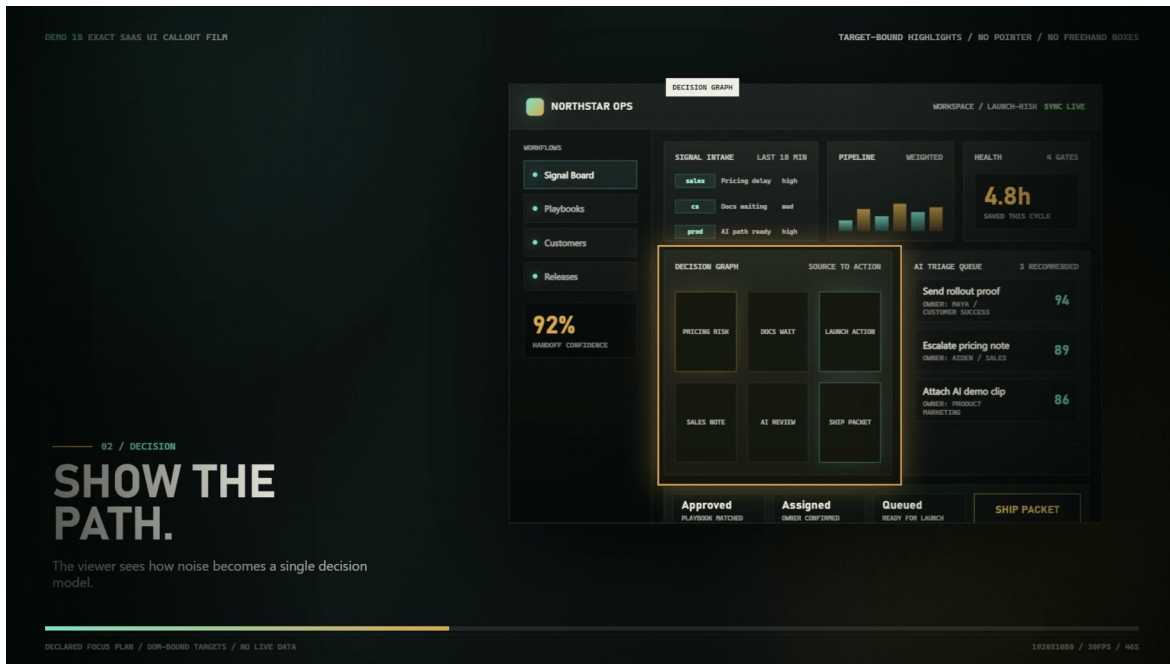 DEMO 15 EXACT SAAS UI CALLOUT FILM
TARGET-BOUND HIGHLIGHTS / NO POINTER / NO FREEHAND BOXES
DECISION GRAPH
NORTHSTAR OPS
WORKSPACE / LAUNCH-RISK SYNC LIVE
WORKFLOWS
Signal Board
Playbooks
Customers
Releases
92%
HANDOFF CONFIDENCE
SIGNAL INTAKE LAST 18 MIN
sales Pricing delay high
cs Docs waiting med
prod AI path ready high
PIPELINE WEIGHTED
HEALTH 4 GATES
4.8h
SAVED THIS CYCLE
DECISION GRAPH SOURCE TO ACTION
PRICING RISK DOCS WAIT LAUNCH ACTION
SALES NOTE AI REVIEW SHIP PACKET
AI TRIAGE QUEUE 3 RECOMMENDED
Send rollout proof 94
OWNER: MAYA /
CUSTOMER SUCCESS
Escalate pricing note 89
OWNER: AIDEN / SALES
Attach AI demo clip 86
OWNER: PRODUCT
MARKETING
Approved
PLAYBOOK MATCHED
Assigned
OWNER CONFIRMED
Queued
READY FOR LAUNCH
SHIP PACKET
02 / DECISION
SHOW THE
PATH.
The viewer sees how noise becomes a single decision
model.
DECLARED FOCUS PLAN / DOM-BOUND TARGETS / NO LIVE DATA
1920X1080 / 30FPS / 46S